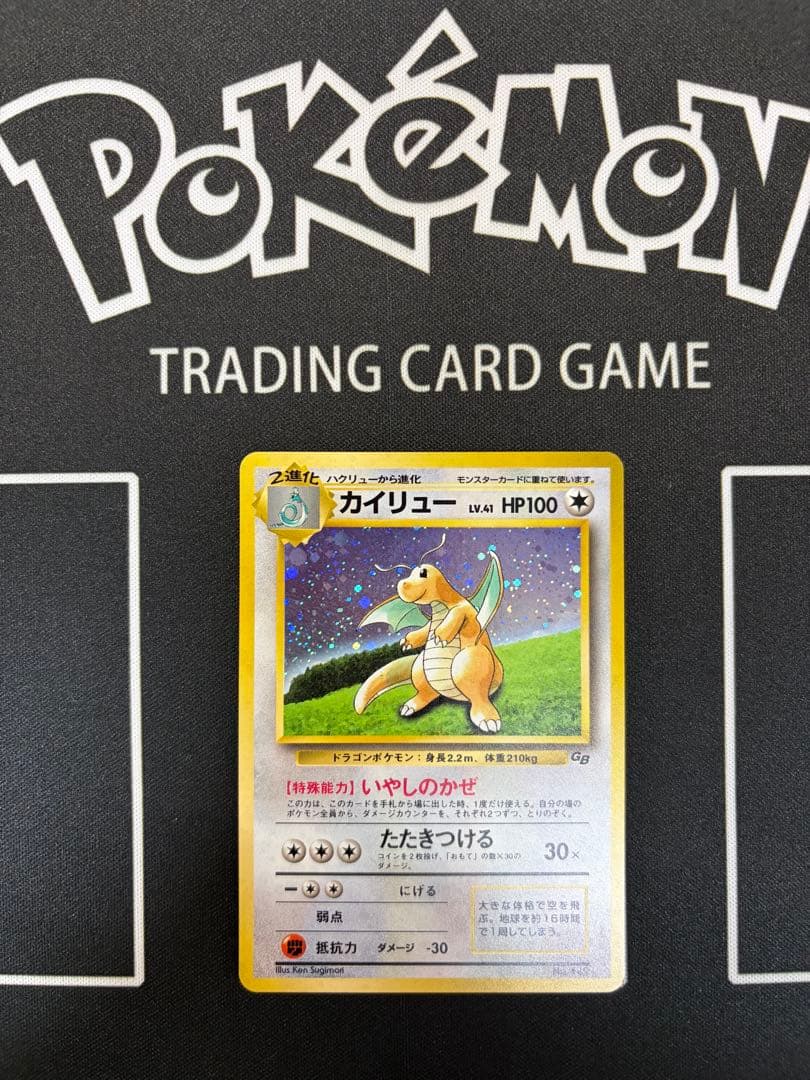 POKéMON
TRADING CARD GAME
2進化 ハクリューから進化 モンスターカードに重ねて使います。
カイリュー LV.41 HP100
ドラゴンポケモン:身長2.2m、体重210kg GB
【特殊能力】いやしのかぜ
この力は、このカードを手札から場に出した時、1度だけ使える。自分の場の
ポケモン全員から、ダメージカウンターを、それぞれ2つずつ、とりのぞく。
たたきつける 30×
コインを2枚投げ、「おもて」の数×30の
ダメージ。
にげる
弱点
抵抗力 ダメージ -30
大きな体格で空を飛
ぶ。地球を約16時間
で1周してしまう。
Illus.Ken Sugimori